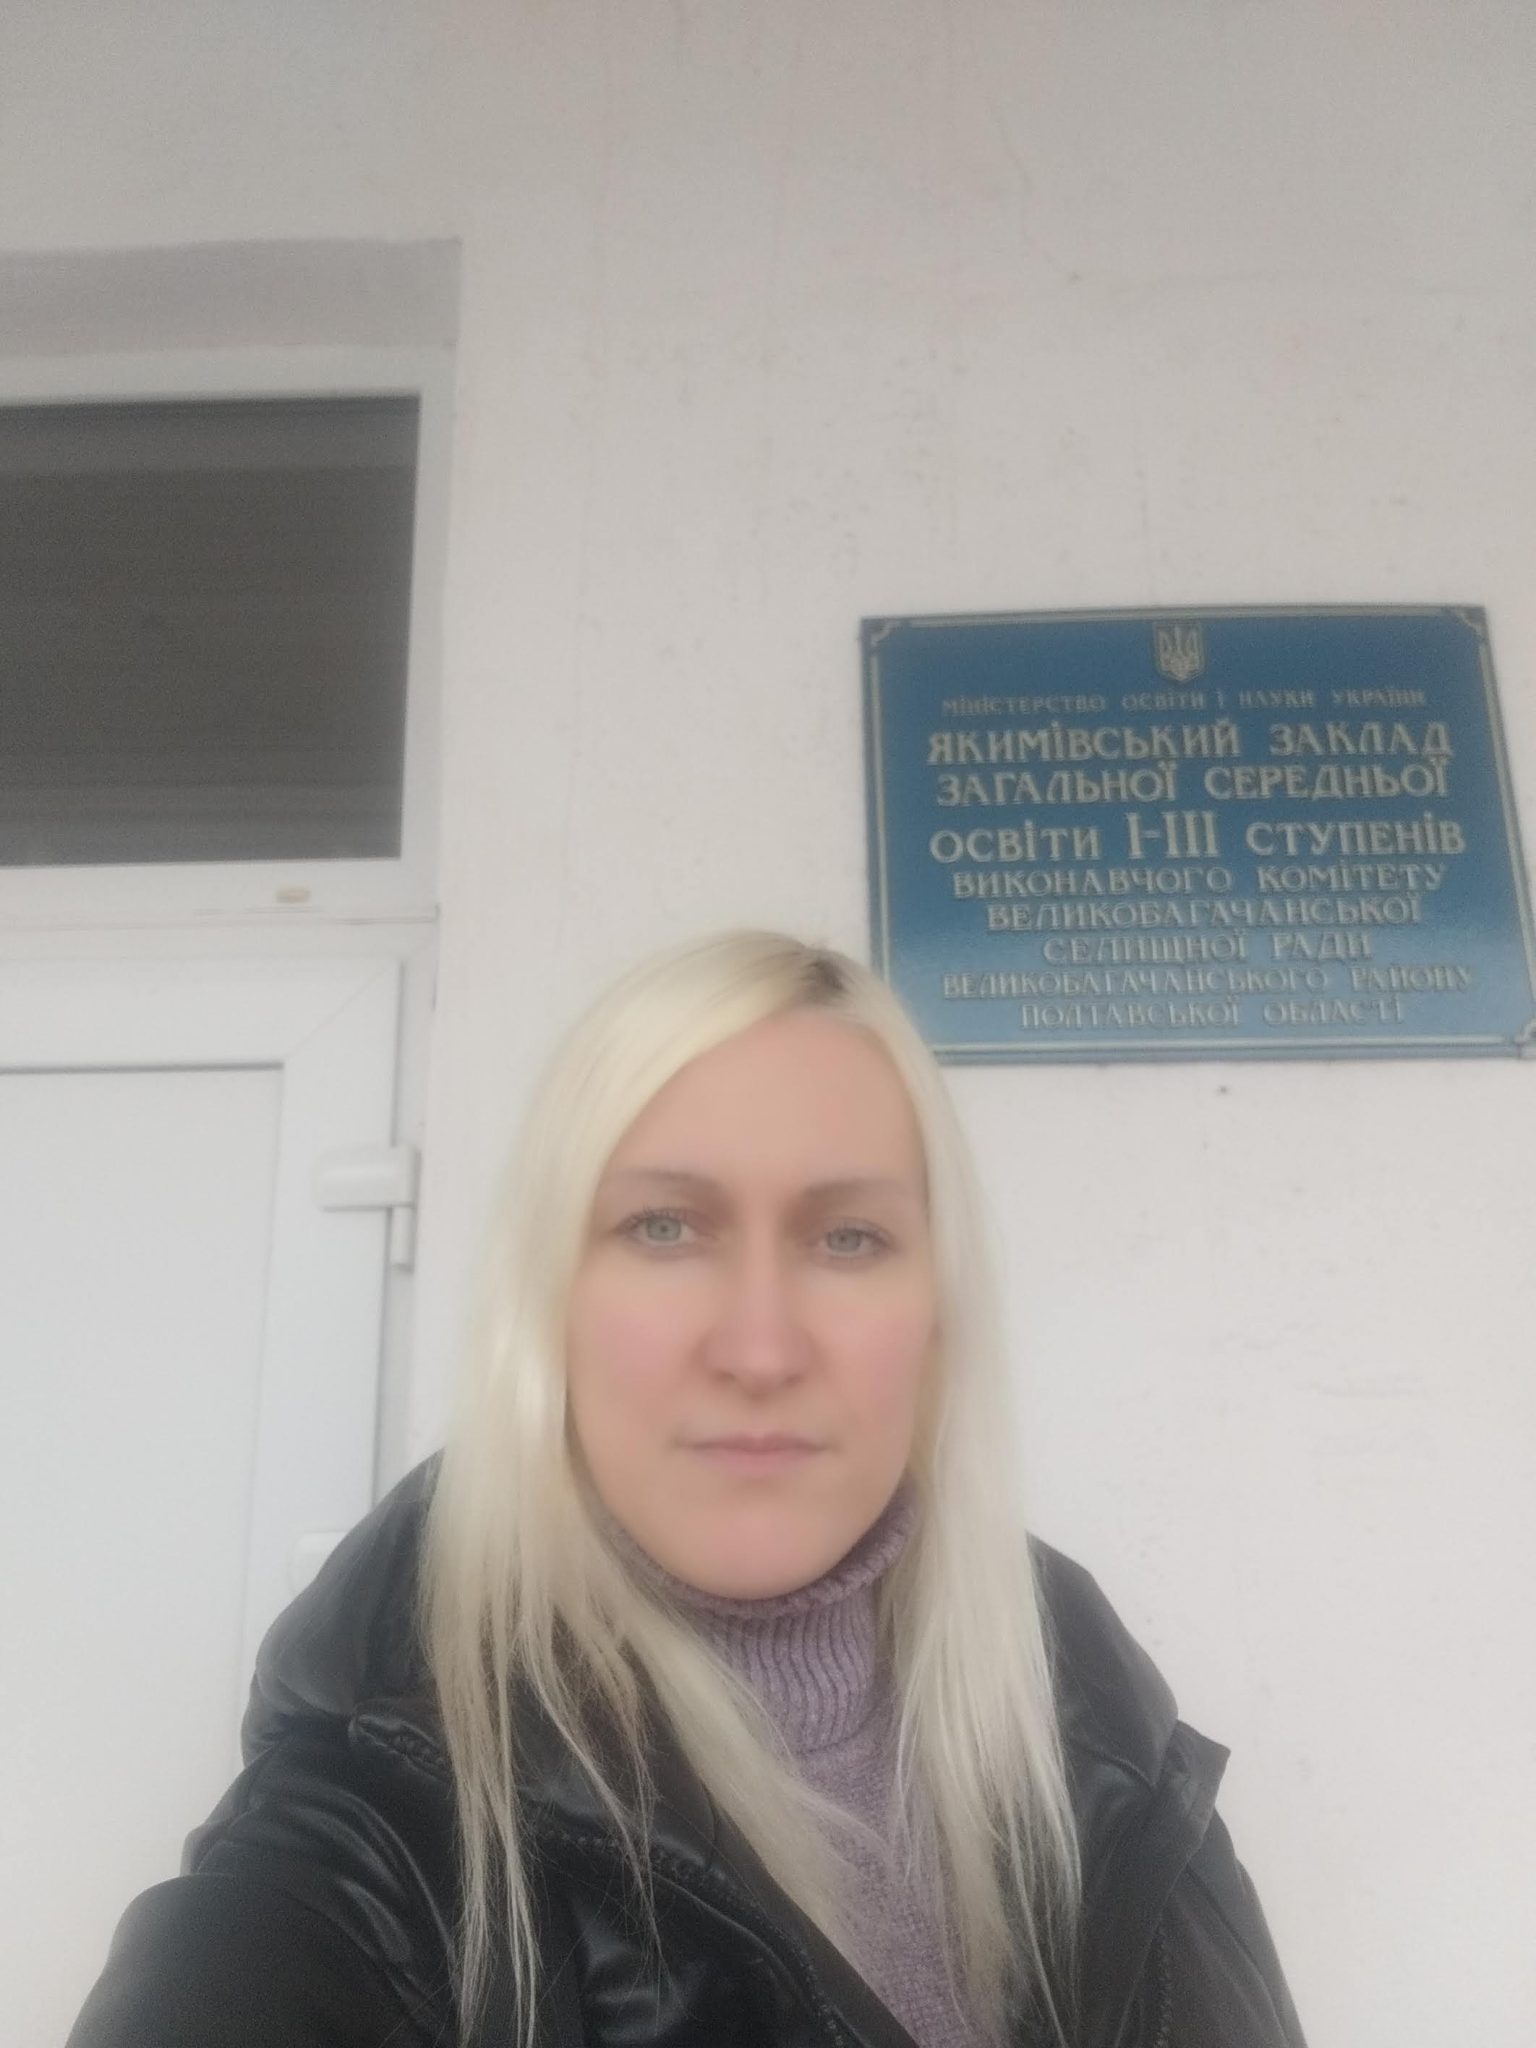 МІНІСТЕРСТВО ОСВІТИ І НАУКИ УКРАЇНИ
ЯКИМІВСЬКИЙ ЗАКЛАД
ЗАГАЛЬНОЇ СЕРЕДНЬОЇ
ОСВІТИ І-ІІІ СТУПЕНІВ
ВИКОНАВЧОГО КОМІТЕТУ
ВЕЛИКОБАГАЧАНСЬКОЇ
СЕЛИЩНОЇ РАДИ
ВЕЛИКОБАГАЧАНСЬКОГО РАЙОНУ
ПОЛТАВСЬКОЇ ОБЛАСТІ